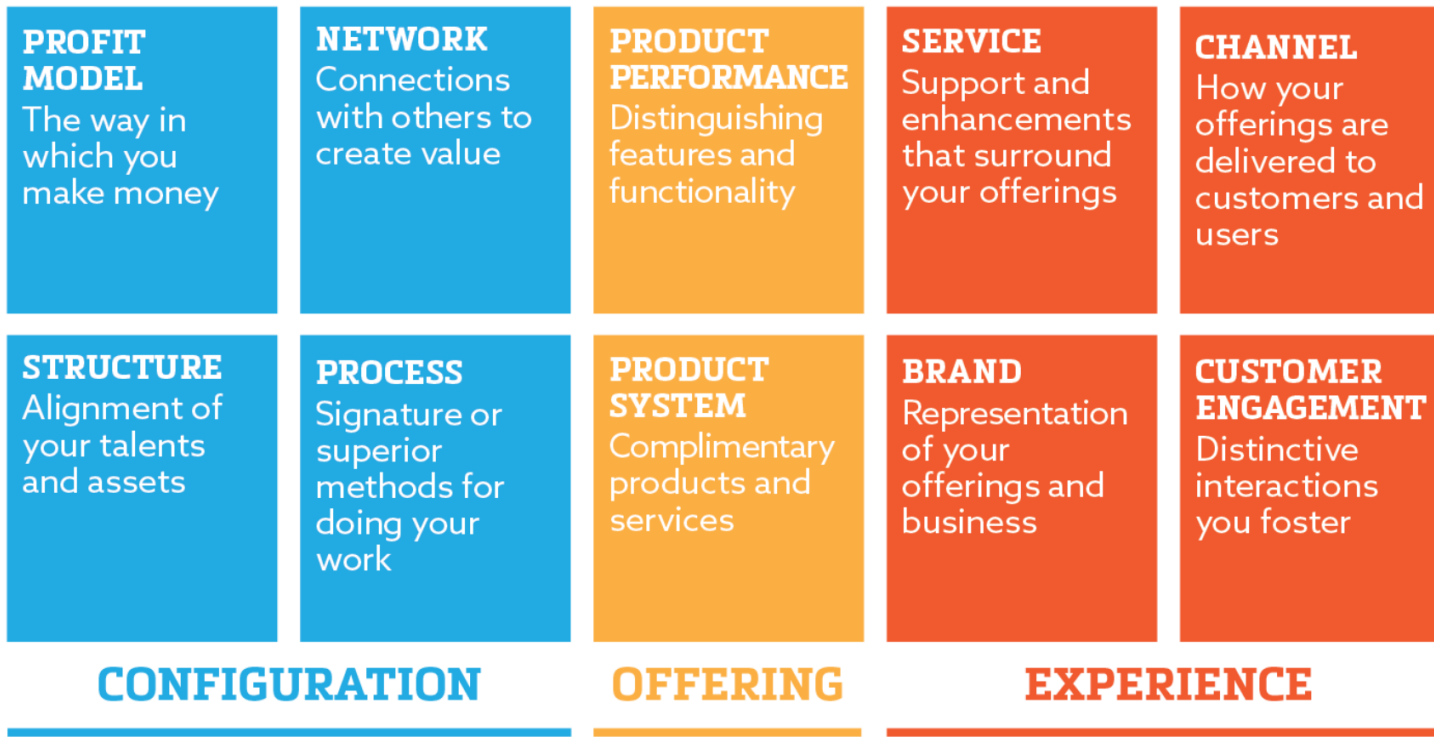 PROFIT
MODEL
The way in
which you
make money
NETWORK
Connections
with others to
create value
PRODUCT
PERFORMANCE
Distinguishing
features and
functionality
SERVICE
Support and
enhancements
that surround
your offerings
CHANNEL
How your
offerings are
delivered to
customers and
users
STRUCTURE
Alignment of
your talents
and assets
PROCESS
Signature or
superior
methods for
doing your
work
PRODUCT
SYSTEM
Complimentary
products and
services
BRAND
Representation
of your
offerings and
business
CUSTOMER
ENGAGEMENT
Distinctive
interactions
you foster
CONFIGURATION
OFFERING
EXPERIENCE